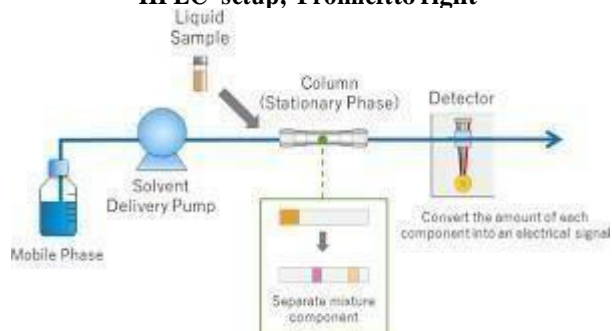 Liquid
Sample
Column
(Stationary Phase)
Detector
Solvent
Delivery Pump
Mobile Phase
Convert the amount of each
component into an electrical signal
Separate mixture
component